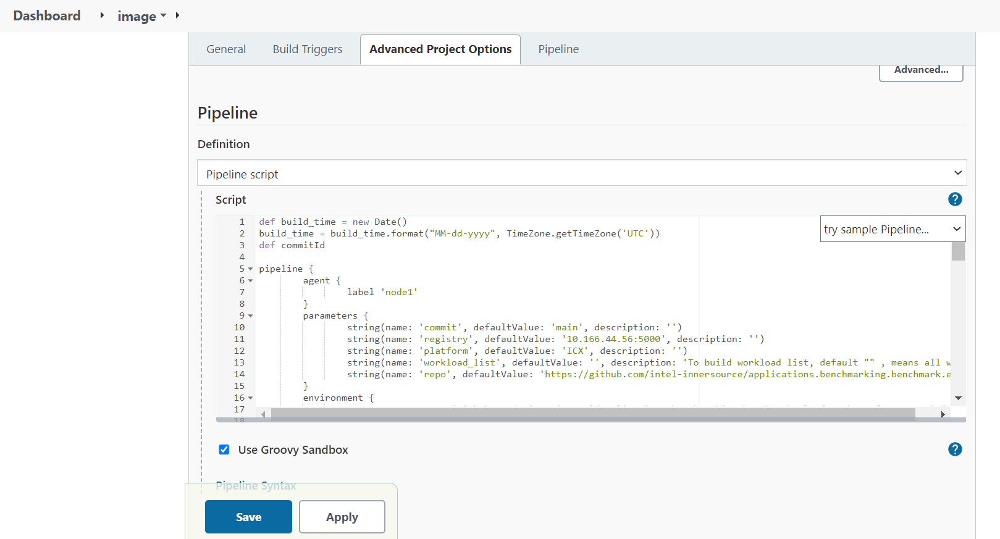 Dashboard image
General Build Triggers Advanced Project Options Pipeline
Advanced...
Pipeline
Definition
Pipeline script
Script
try sample Pipeline...
1 def build_time = new Date()
2 build_time = build_time.format("MM-dd-yyyy", TimeZone.getTimeZone('UTC'))
3 def commitId
4
5 pipeline {
6 agent {
7 label 'node1'
8 }
9 parameters {
10 string(name: 'commit', defaultValue: 'main', description: '')
11 string(name: 'registry', defaultValue: '10.166.44.56:5000', description: '')
12 string(name: 'platform', defaultValue: 'ICX', description: '')
13 string(name: 'workload_list', defaultValue: '', description: 'To build workload list, default "" , means all w
14 string(name: 'repo', defaultValue: 'https://github.com/intel-innersource/applications.benchmarking.benchmark.e
15 }
16 environment {
17
18
Use Groovy Sandbox
Pipeline Syntax
Save Apply